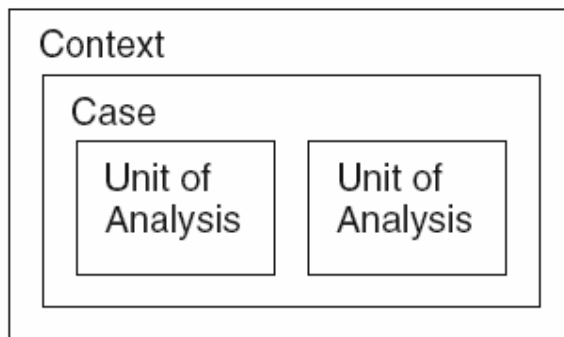 Context
Case
Unit of
Analysis
Unit of
Analysis